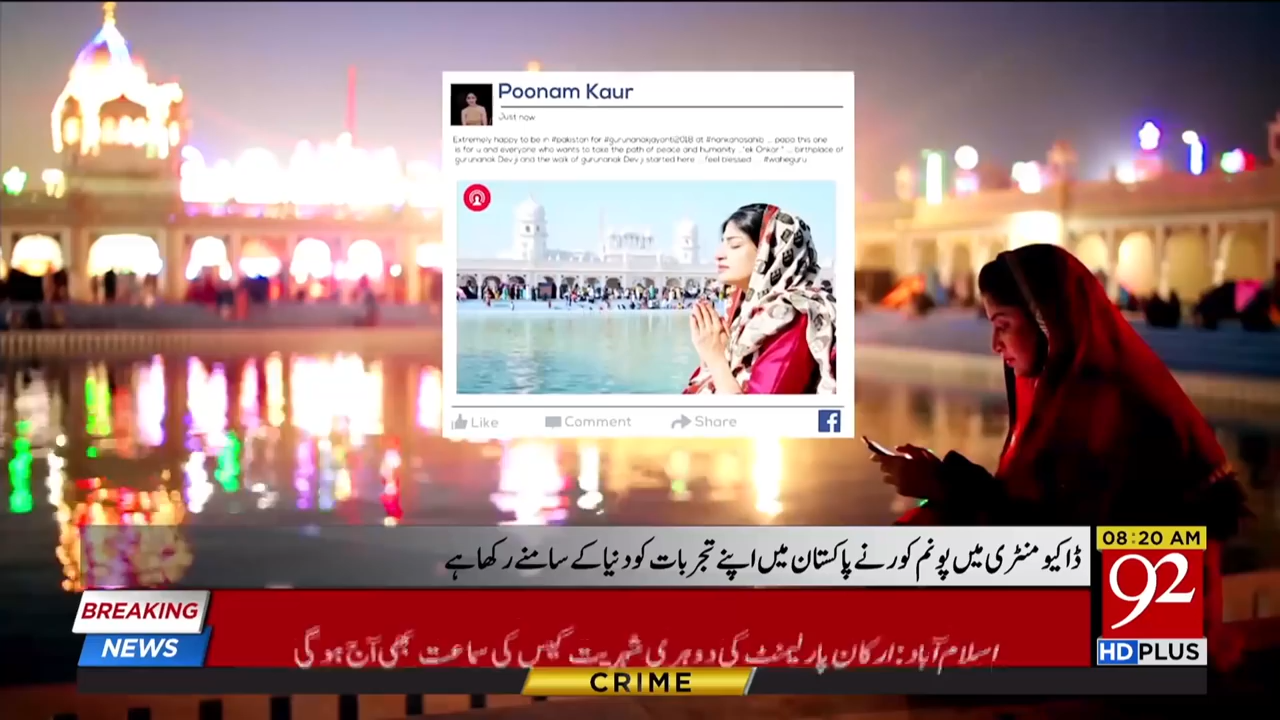 Poonam Kaur
Just now
Extremely happy to be in #pakistan for #gurunanakjayanti2018 at #nankanasahib ... papa this one
is for u and everyone who wants to take the path of peace and humanity ..."ek Onkar " ... birthplace of
gurunanak Dev ji and the walk of gurunanak Dev ji started here ... feel blessed .... #waheguru
Like Comment Share
ڈاکیومنٹری میں پونم کور نے پاکستان میں اپنے تجربات کو دنیا کے سامنے رکھا ہے
08:20 AM
92
HD PLUS
BREAKING
NEWS
اسلام آباد: ارکان پارلیمنٹ کی دوہری شہریت کیس کی سماعت بھی آج ہو گی
CRIME